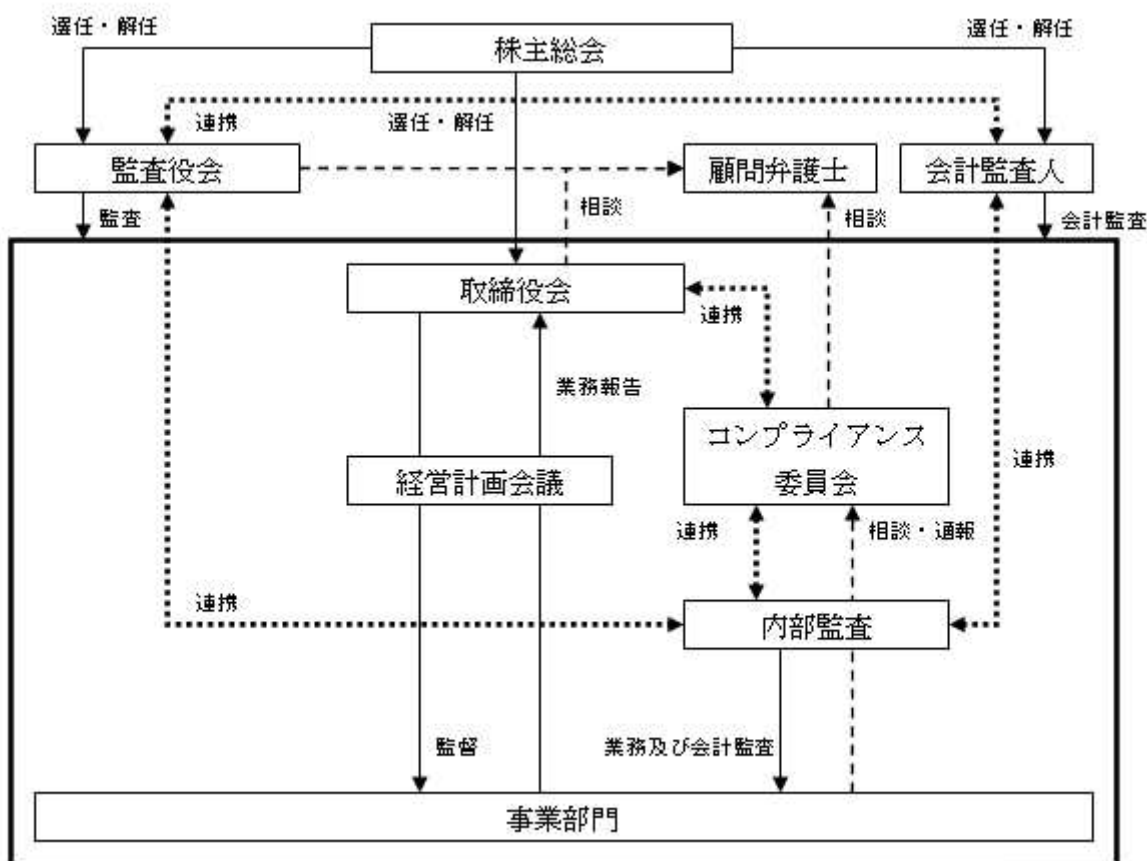 選任・解任
株主総会
選任・解任
連携
選任・解任
監査役会
顧問弁護士
会計監査人
監査
相談
相談
会計監査
取締役会
連携
業務報告
コンプライアンス
委員会
経営計画会議
連携
連携
相談・通報
連携
内部監査
監督
業務及び会計監査
事業部門